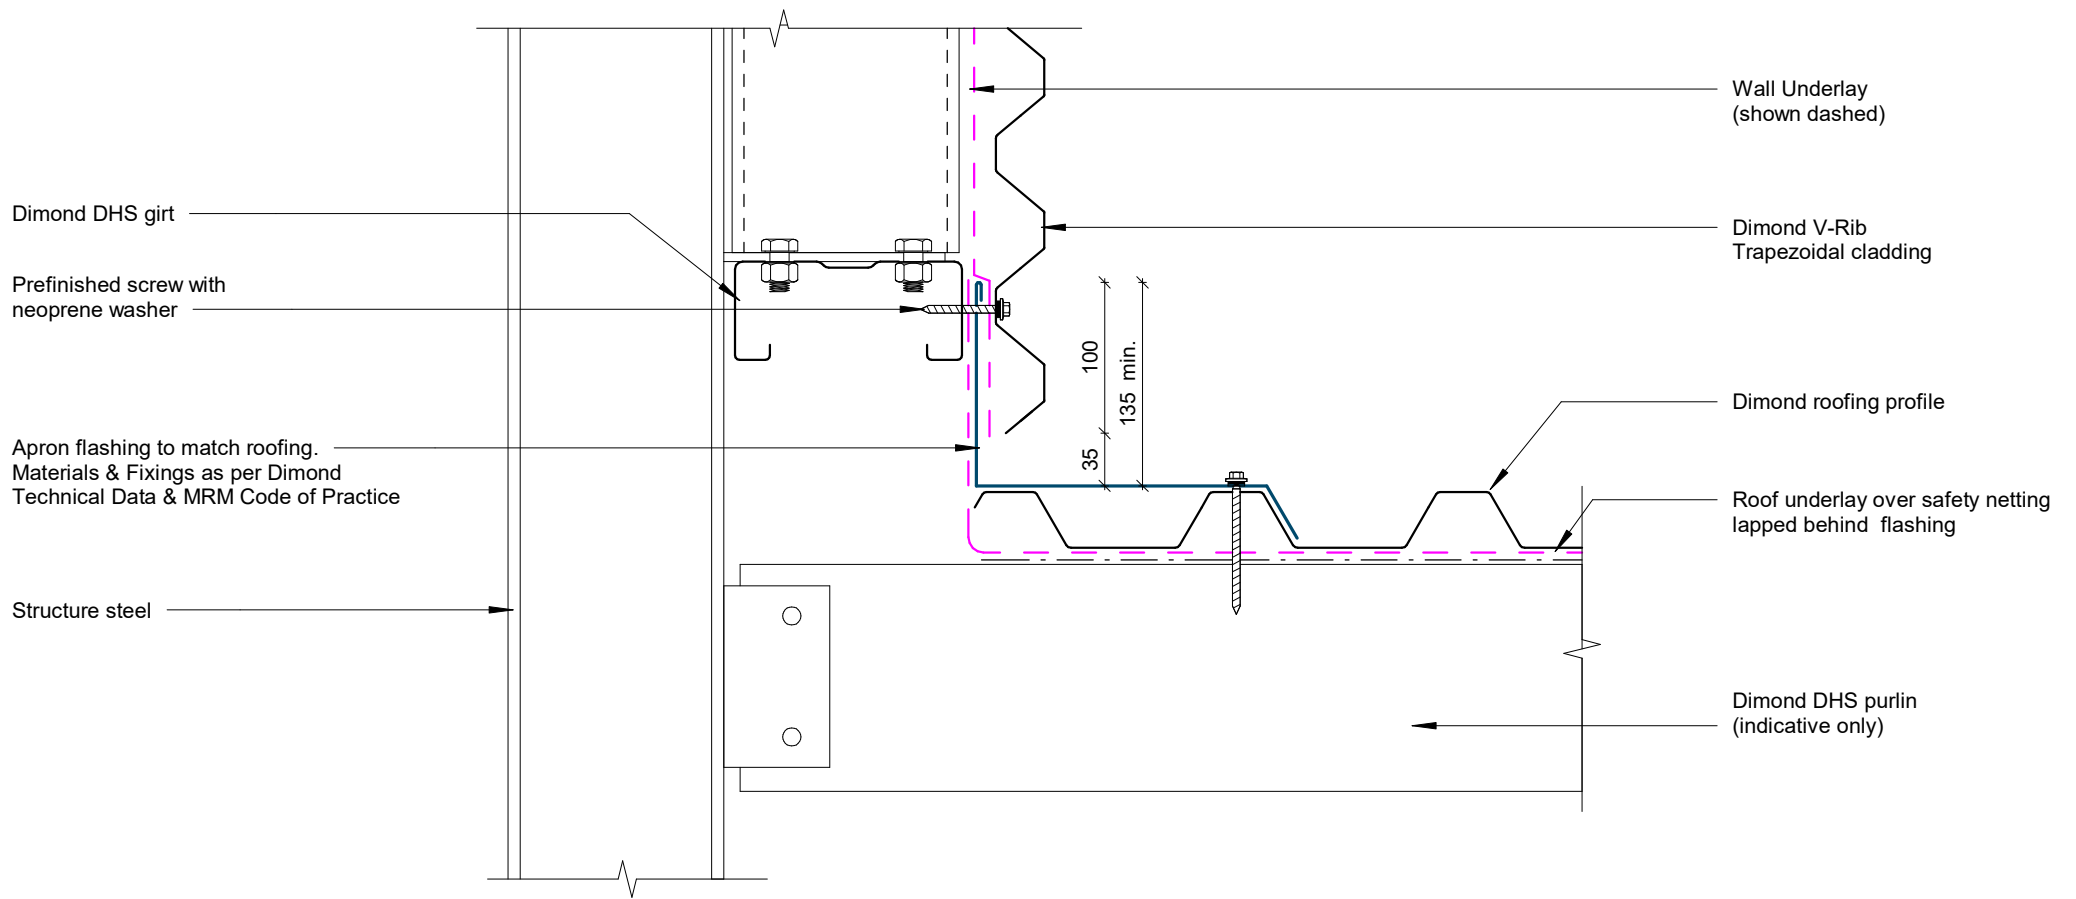 Wall Underlay
(shown dashed)
Dimond DHS girt
Dimond V-Rib
Trapezoidal cladding
Prefinished screw with
neoprene washer
100
135 min.
35
Dimond roofing profile
Apron flashing to match roofing.
Materials & Fixings as per Dimond
Technical Data & MRM Code of Practice
Roof underlay over safety netting
lapped behind flashing
Structure steel
Dimond DHS purlin
(indicative only)